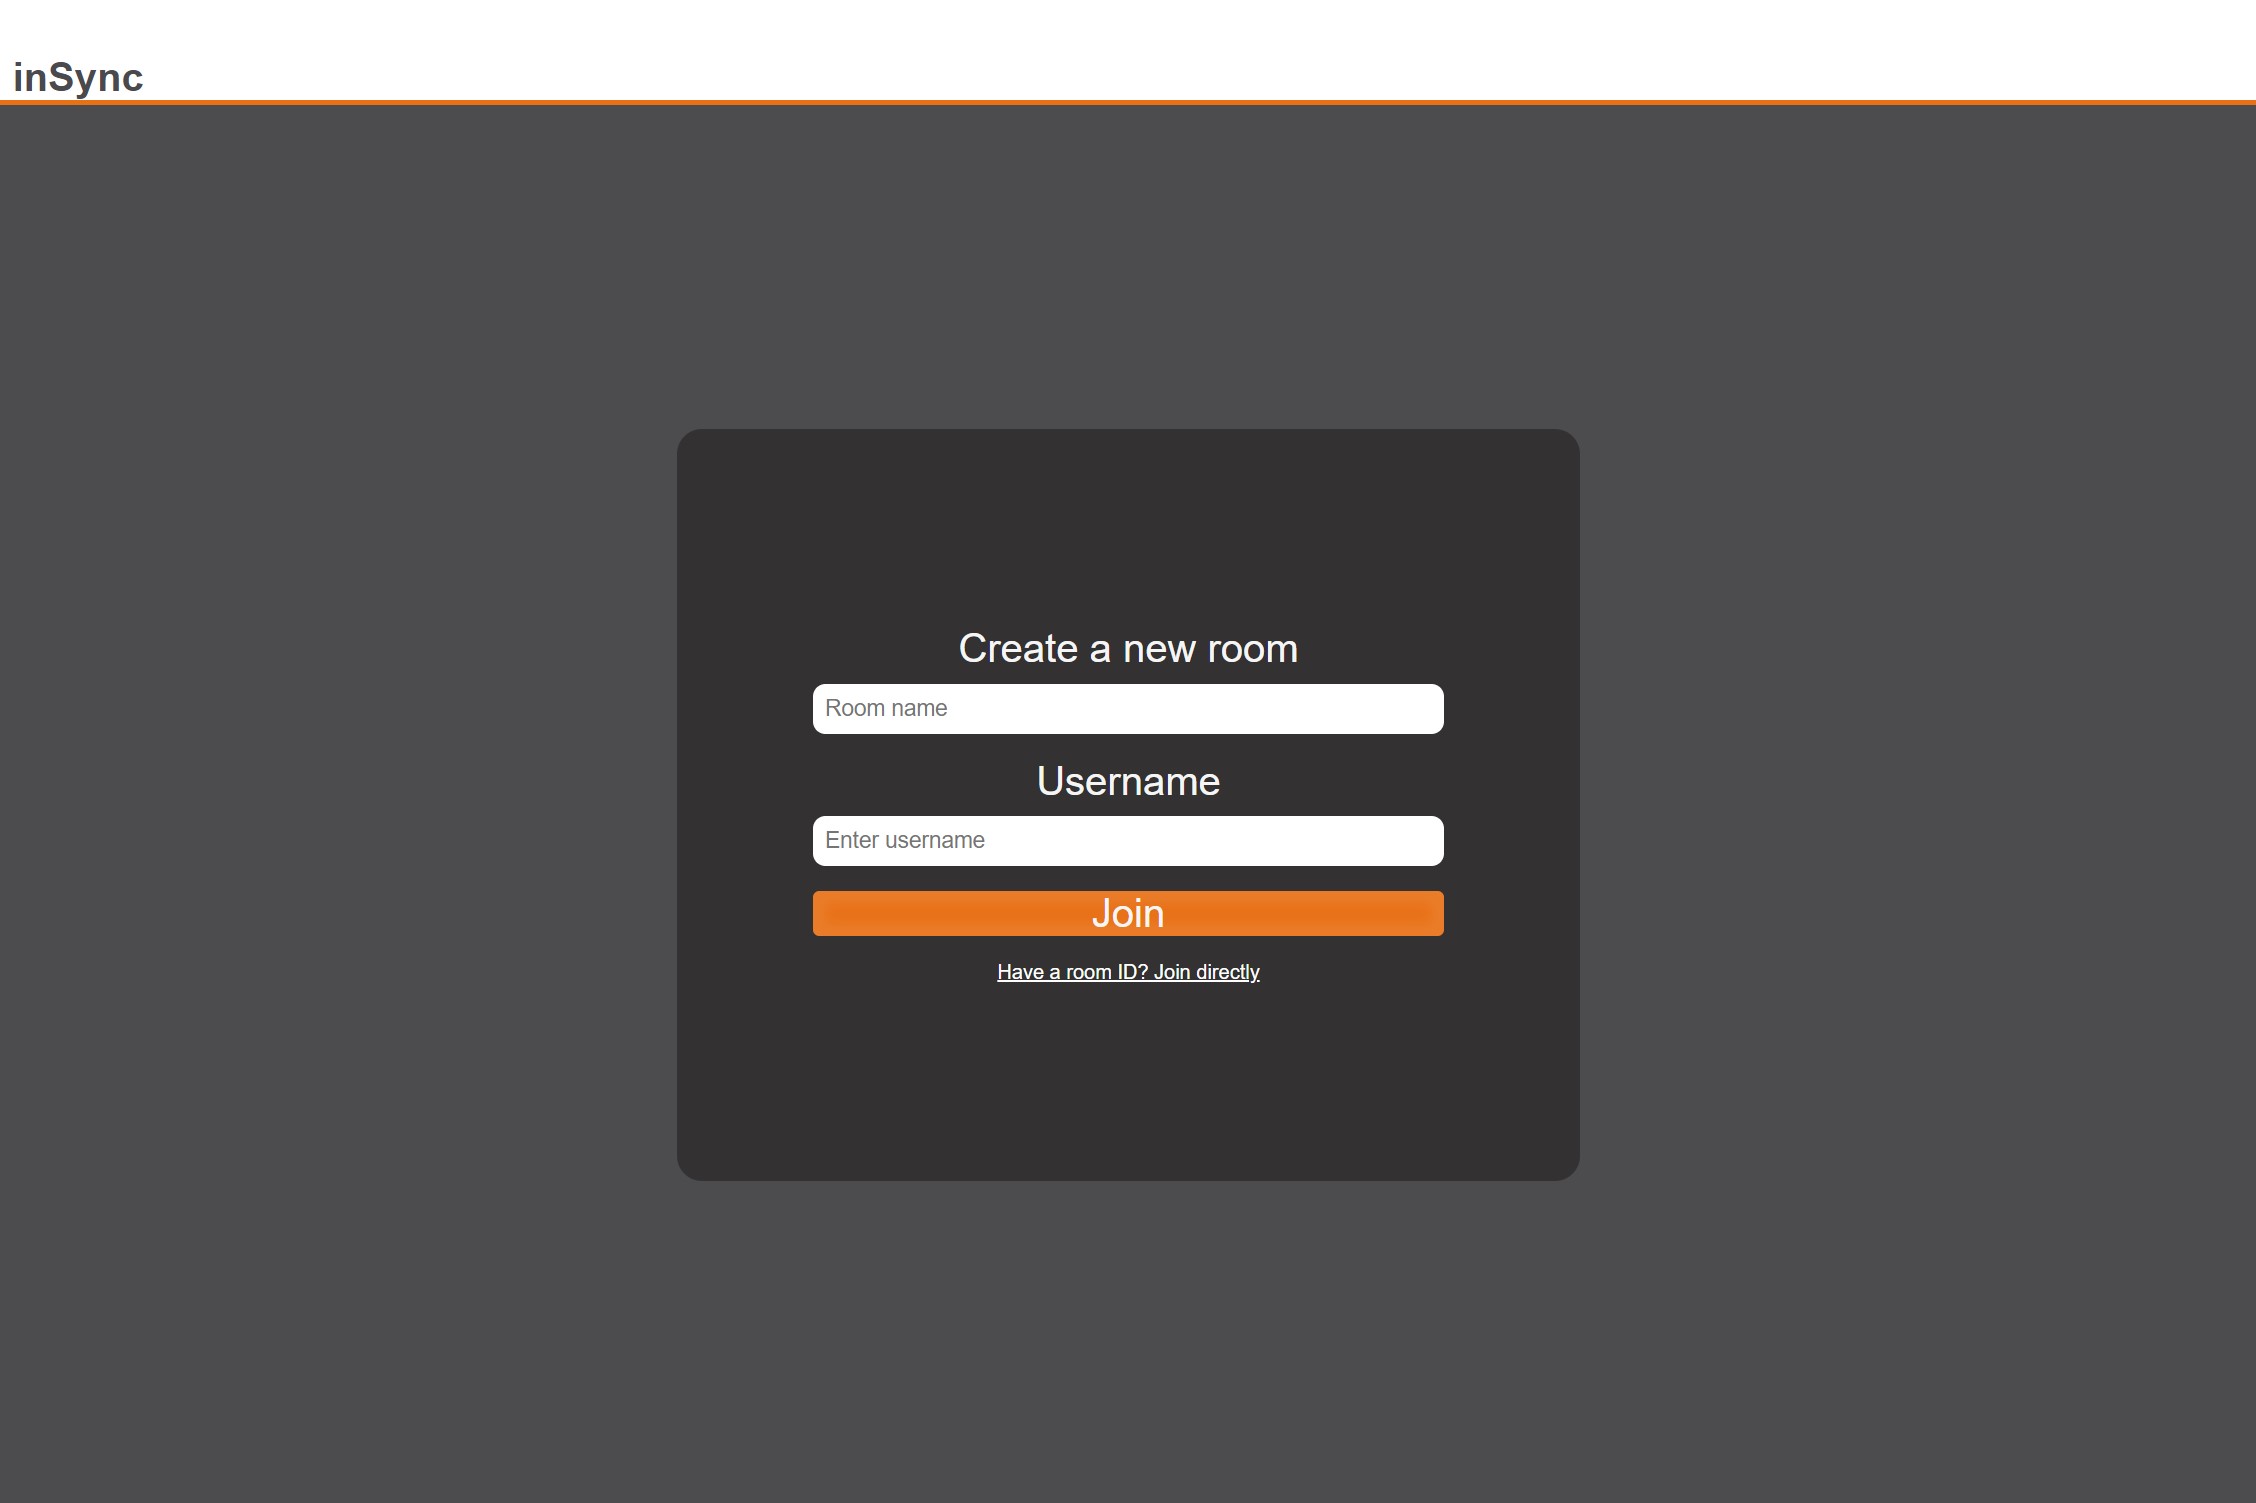 inSync
Create a new room
Room name
Username
Enter username
Join
Have a room ID? Join directly